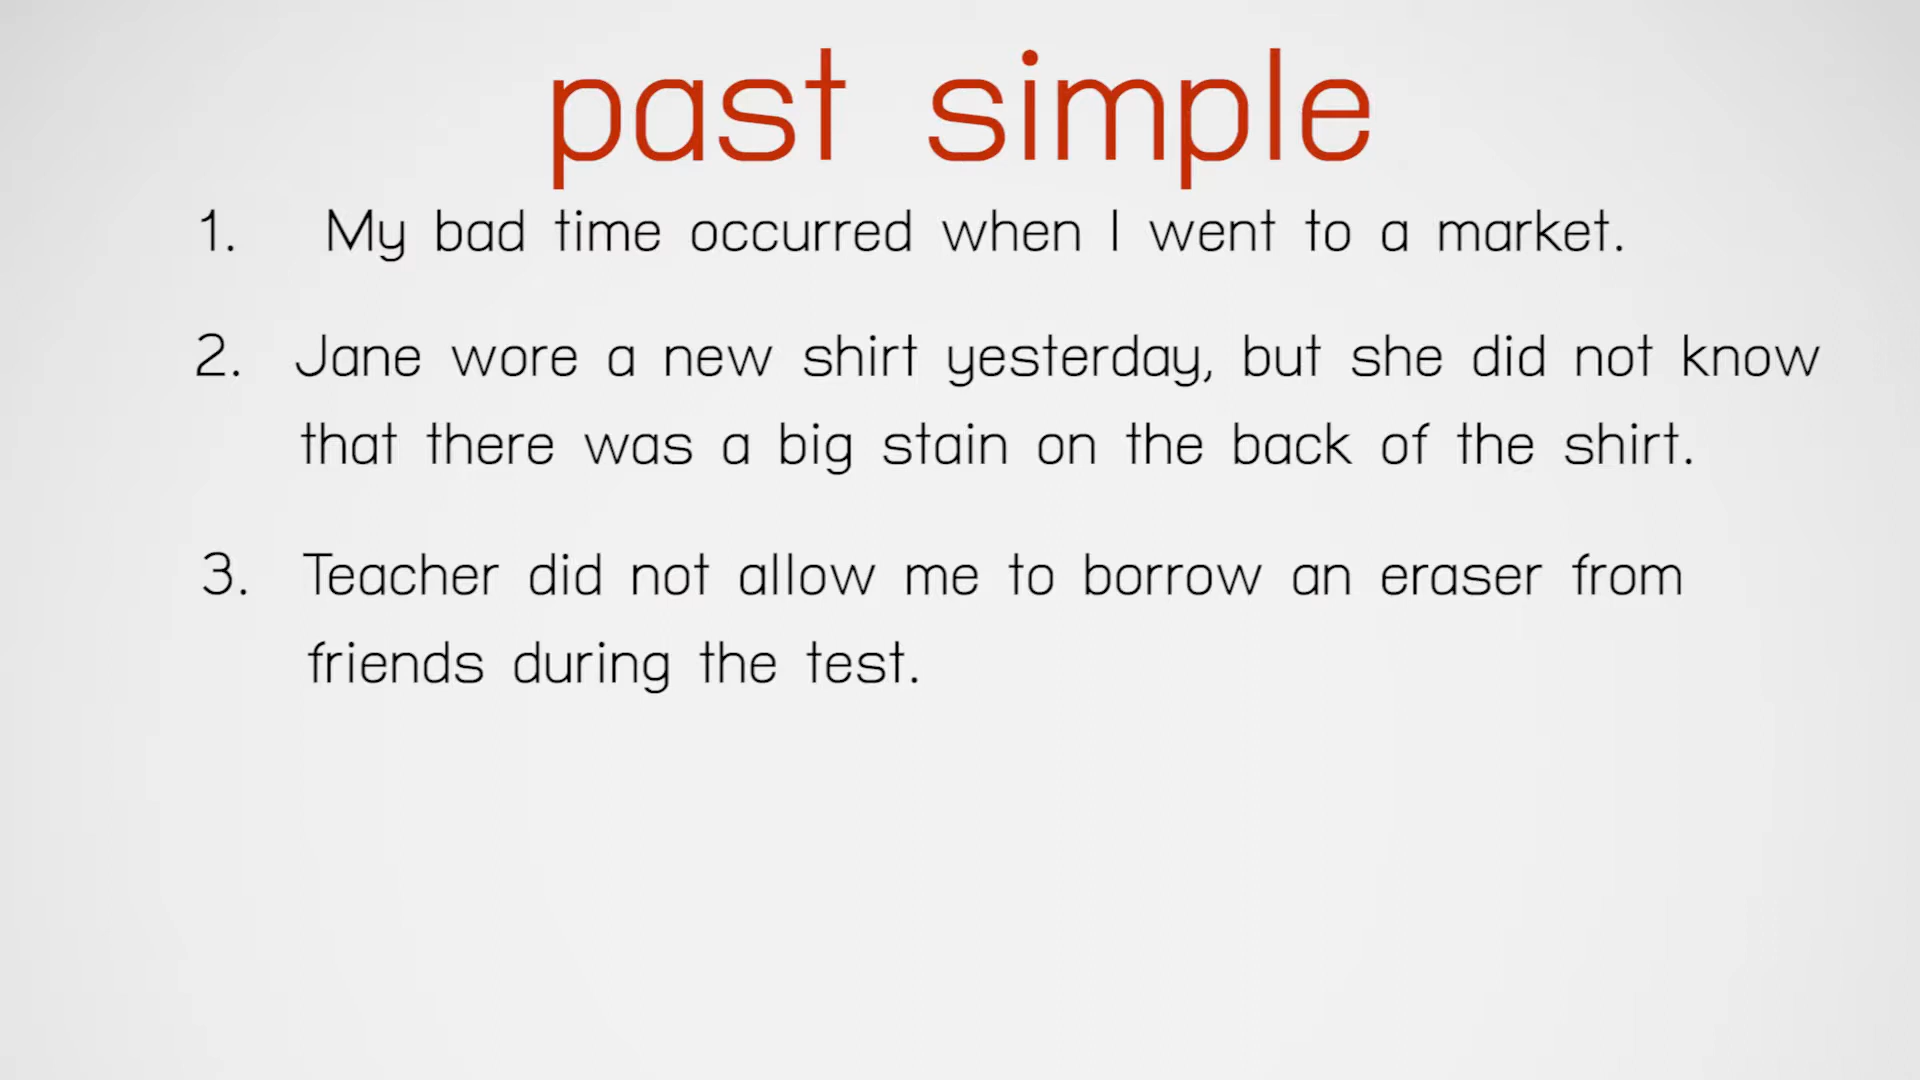 past simple
1. My bad time occurred when I went to a market.
2. Jane wore a new shirt yesterday, but she did not know
that there was a big stain on the back of the shirt.
3. Teacher did not allow me to borrow an eraser from
friends during the test.